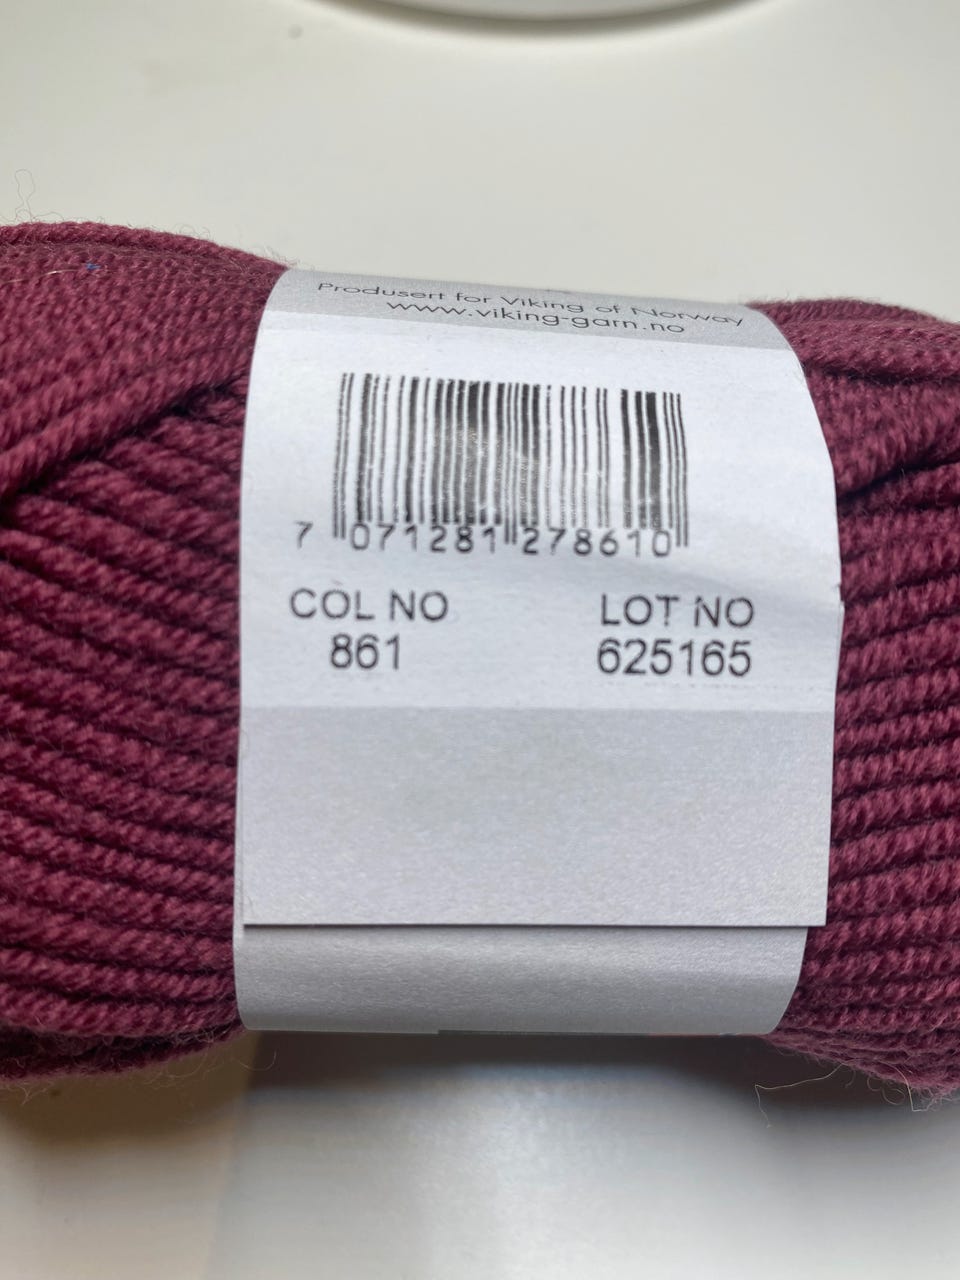 Produsert for Viking of Norway
www.viking-garn.no
7 071281 278610
COL NO LOT NO
861 625165